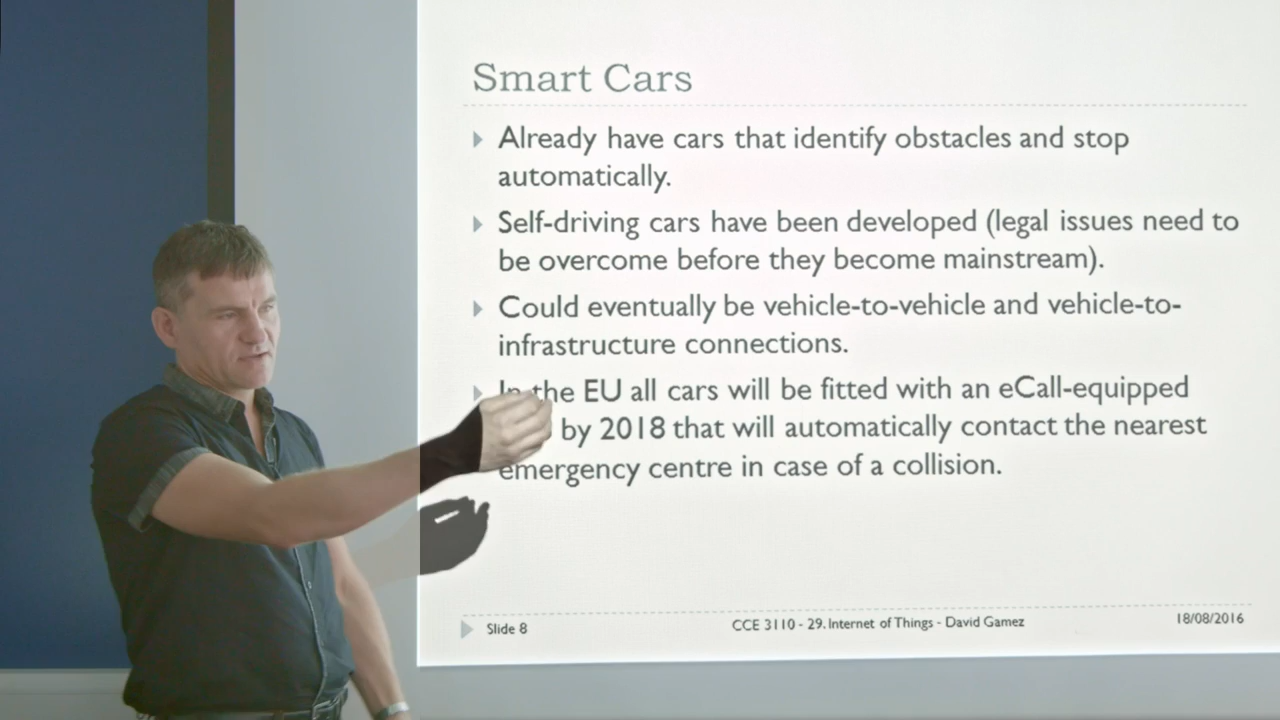 Smart Cars
Already have cars that identify obstacles and stop
automatically.
Self-driving cars have been developed (legal issues need to
be overcome before they become mainstream).
Could eventually be vehicle-to-vehicle and vehicle-to-
infrastructure connections.
In the EU all cars will be fitted with an eCall-equipped
by 2018 that will automatically contact the nearest
emergency centre in case of a collision.
Slide 8
CCE 3110 - 29. Internet of Things - David Gamez
18/08/2016